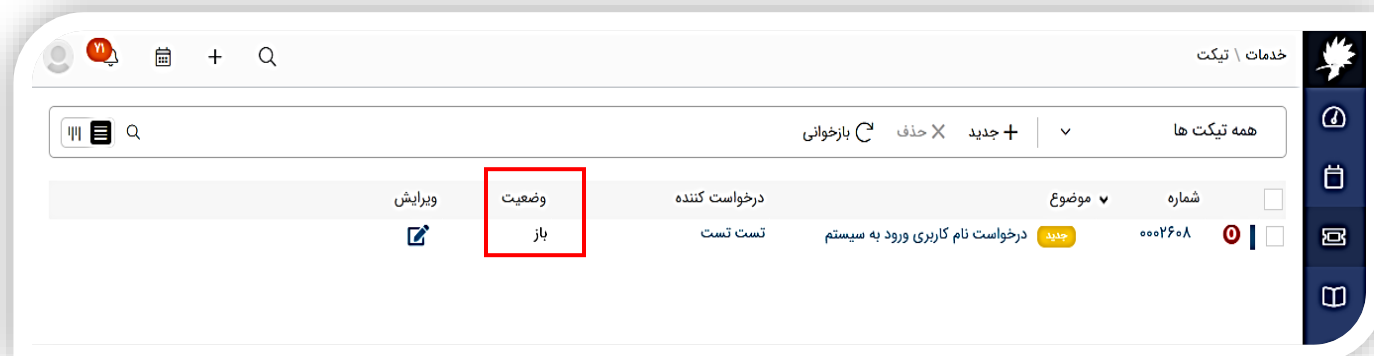 خدمات \ تیکت
۷۱
همه تیکت ها
جدید
حذف
بازخوانی
شماره موضوع درخواست کننده وضعیت ویرایش
0 ۰۰۰۲۶۰۸ درخواست نام کاربری ورود به سیستم جدید تست تست باز